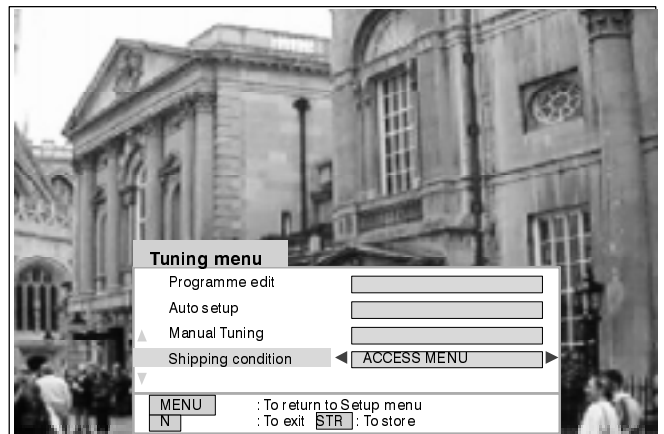 Tuning menu
Programme edit
Auto setup
Manual Tuning
Shipping condition ACCESS MENU
MENU : To return to Setup menu
N : To exit STR : To store